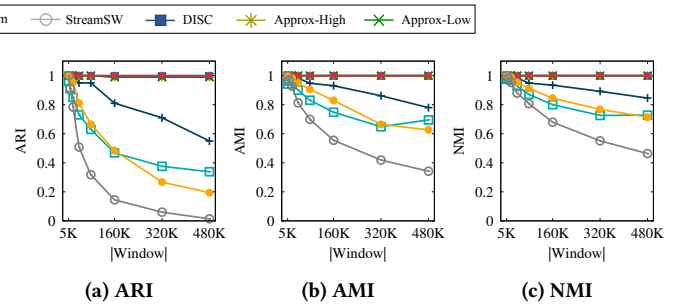 m StreamSW DISC Approx-High Approx-Low
1 1 1
0.8 0.8 0.8
0.6 0.6 0.6
0.4 0.4 0.4
0.2 0.2 0.2
0 0 0
ARI AMI NMI
5K 160K 320K 480K 5K 160K 320K 480K 5K 160K 320K 480K
|Window| |Window| |Window|
(a) ARI (b) AMI (c) NMI